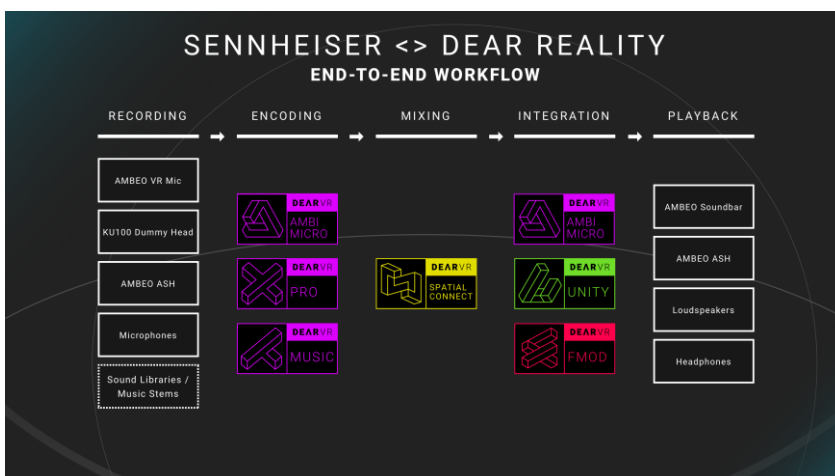 SENNHEISER <> DEAR REALITY
END-TO-END WORKFLOW
RECORDING
AMBEO VR Mic
KU100 Dummy Head
AMBEO ASH
Microphones
Sound Libraries /
Music Stems
ENCODING
DEARVR
AMBI
MICRO
DEARVR
PRO
DEARVR
MUSIC
MIXING
DEARVR
SPATIAL
CONNECT
INTEGRATION
DEARVR
AMBI
MICRO
DEARVR
UNITY
DEARVR
FMOD
PLAYBACK
AMBEO Soundbar
AMBEO ASH
Loudspeakers
Headphones